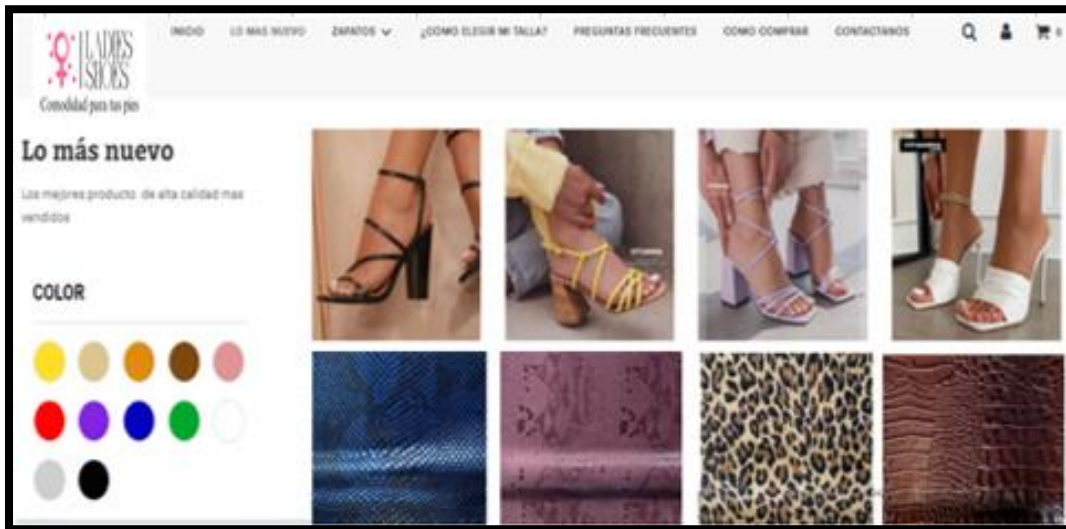 LADIES
SHOES
Comodidad para tus pies
INICIO LO MAS NUEVO ZAPATOS ¿COMO ELEGIR MI TALLA? PREGUNTAS FRECUENTES COMO COMPRAR CONTACTANOS 0
Lo más nuevo
Los mejores producto de alta calidad mas
vendidos
COLOR